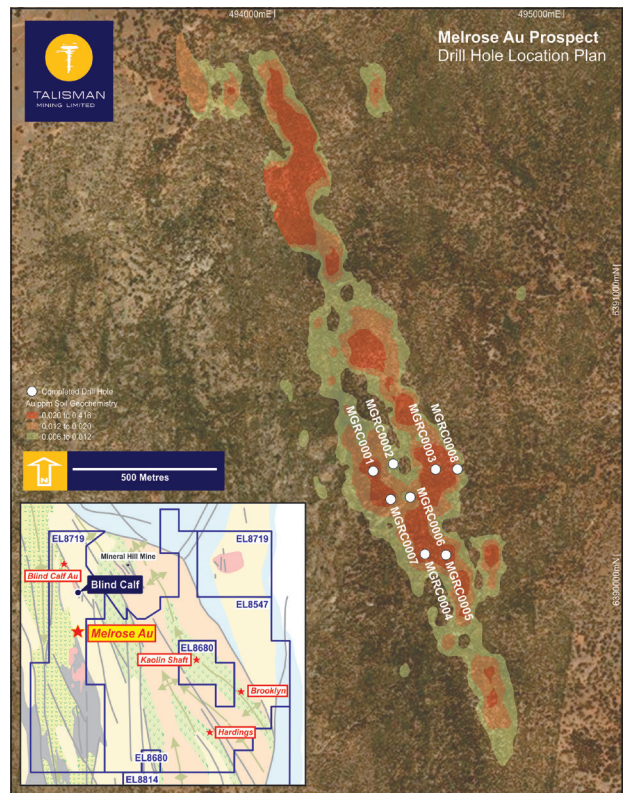 494000mE
495000mE
TALISMAN
MINING LIMITED
Melrose Au Prospect
Drill Hole Location Plan
6391000mN
Completed Drill Hole
Au ppm Soil Geochemistry
0.020 to 0.416
0.012 to 0.020
0.006 to 0.012
N
500 Metres
MGRC0001
MGRC0002
MGRC0003
MGRC0008
MGRC0007
MGRC0006
MGRC0004
MGRC0005
6390000mN
EL8719
EL8719
Mineral Hill Mine
Blind Calf Au
Blind Calf
EL8547
Melrose Au
EL8680
Kaolin Shaft
Brooklyn
Hardings
EL8680
EL8814